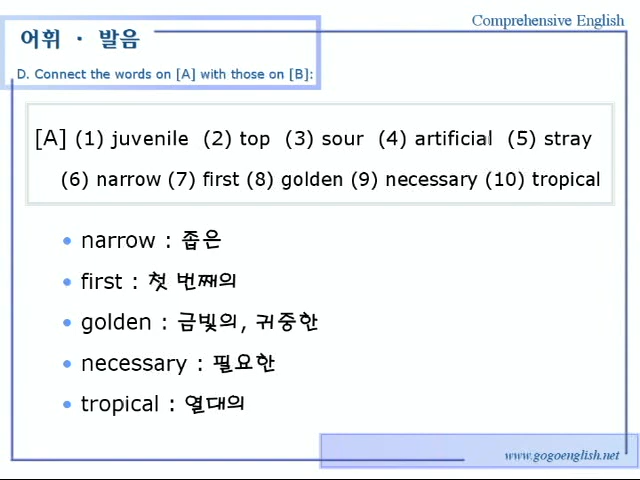 Comprehensive English
어휘 · 발음
D. Connect the words on [A] with those on [B]:
[A] (1) juvenile (2) top (3) sour (4) artificial (5) stray
(6) narrow (7) first (8) golden (9) necessary (10) tropical
• narrow : 좁은
• first : 첫 번째의
• golden : 금빛의, 귀중한
• necessary : 필요한
• tropical : 열대의
www.gogoenglish.net